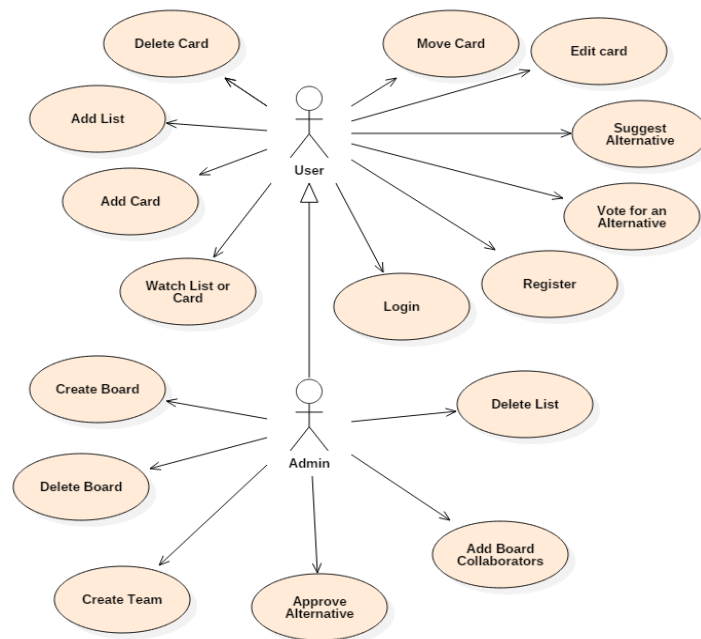 Delete Card
Move Card
Edit card
Add List
Suggest
Alternative
User
Add Card
Vote for an
Alternative
Watch List or
Card
Register
Login
Create Board
Delete List
Admin
Delete Board
Add Board
Collaborators
Create Team
Approve
Alternative